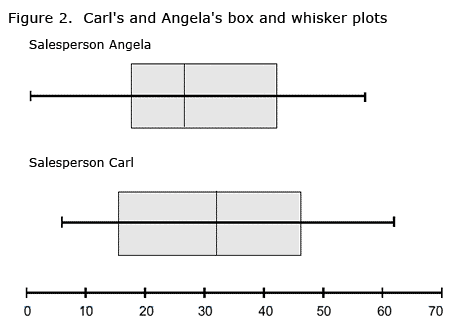 Figure 2. Carl's and Angela's box and whisker plots
Salesperson Angela
Salesperson Carl
0 10 20 30 40 50 60 70